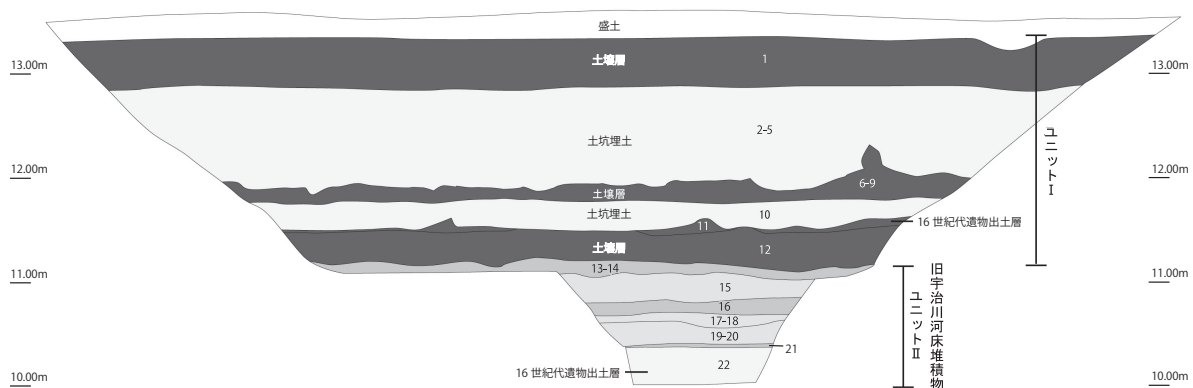 盛土
土壌層
1
13.00m
13.00m
土坑埋土
2-5
ユニットⅠ
12.00m
12.00m
6-9
土壌層
土坑埋土
10
11
16 世紀代遺物出土層
土壌層
12
13-14
11.00m
11.00m
15
16
17-18
19-20
21
22
16 世紀代遺物出土層
ユニットⅡ
旧宇治川河床堆積物
10.00m
10.00m